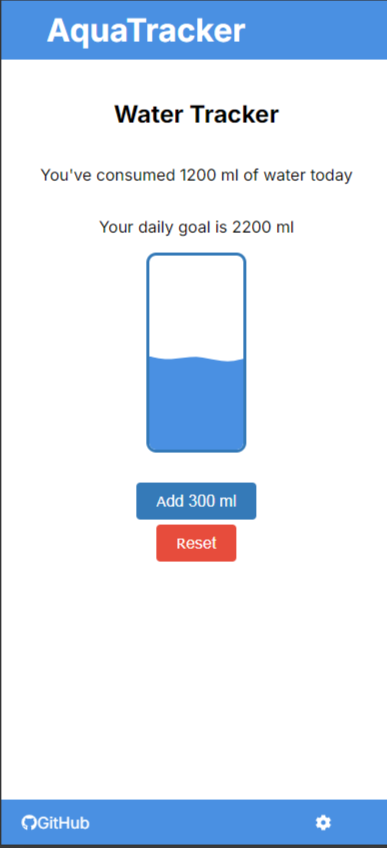 AquaTracker
Water Tracker
You've consumed 1200 ml of water today
Your daily goal is 2200 ml
Add 300 ml
Reset
GitHub